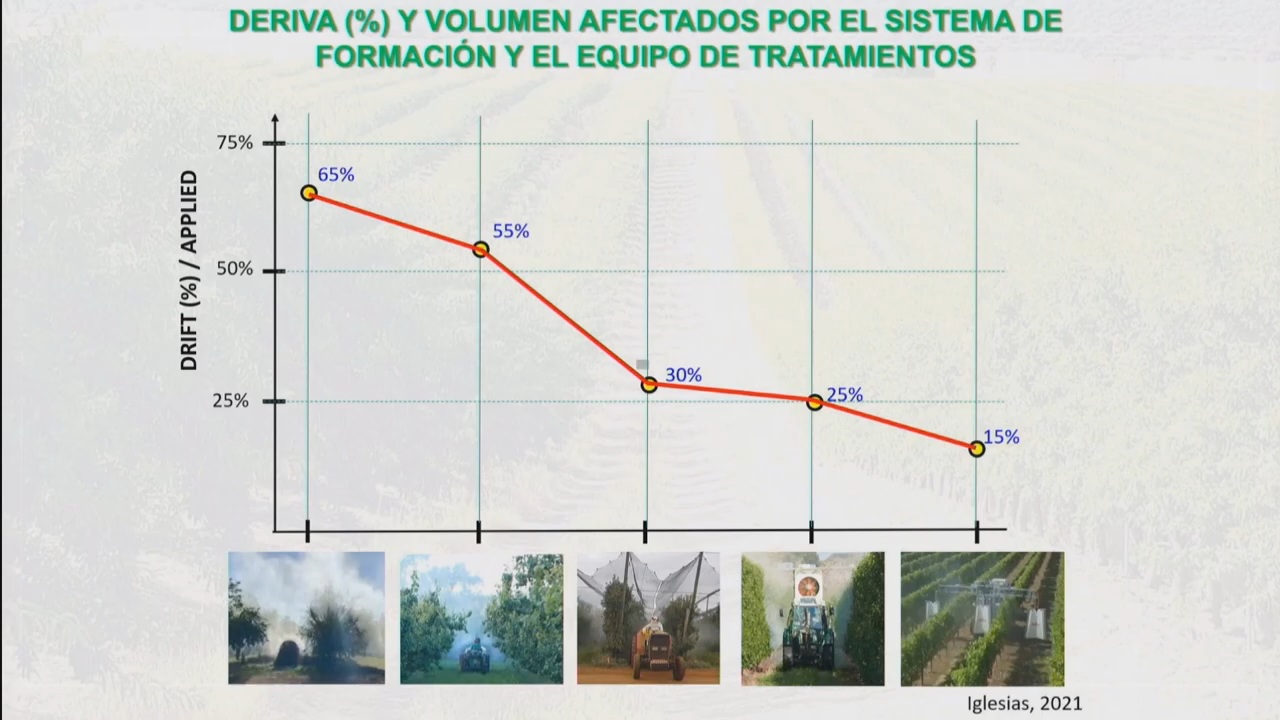 DERIVA (%) Y VOLUMEN AFECTADOS POR EL SISTEMA DE
FORMACIÓN Y EL EQUIPO DE TRATAMIENTOS
DRIFT (%) / APPLIED
75%
50%
25%
65%
55%
30%
25%
15%
Iglesias, 2021